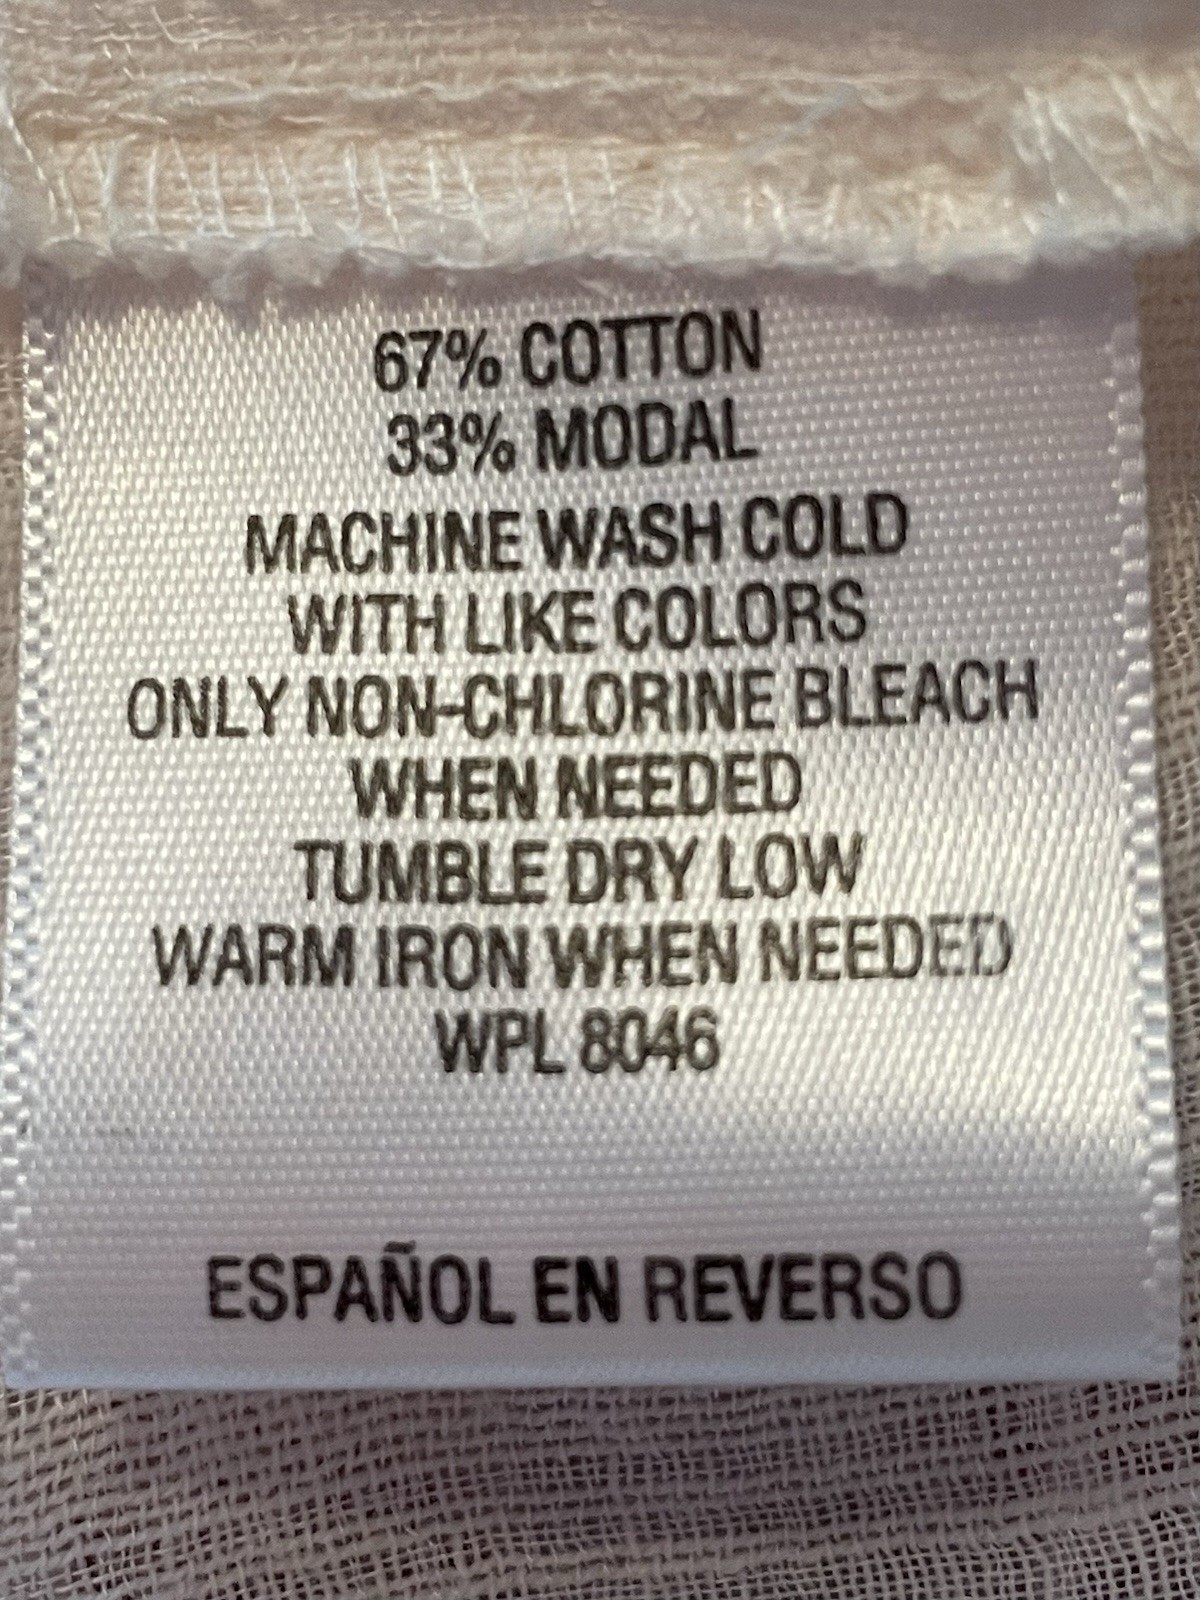 67% COTTON
33% MODAL
MACHINE WASH COLD
WITH LIKE COLORS
ONLY NON-CHLORINE BLEACH
WHEN NEEDED
TUMBLE DRY LOW
WARM IRON WHEN NEEDED
WPL 8046
ESPAÑOL EN REVERSO